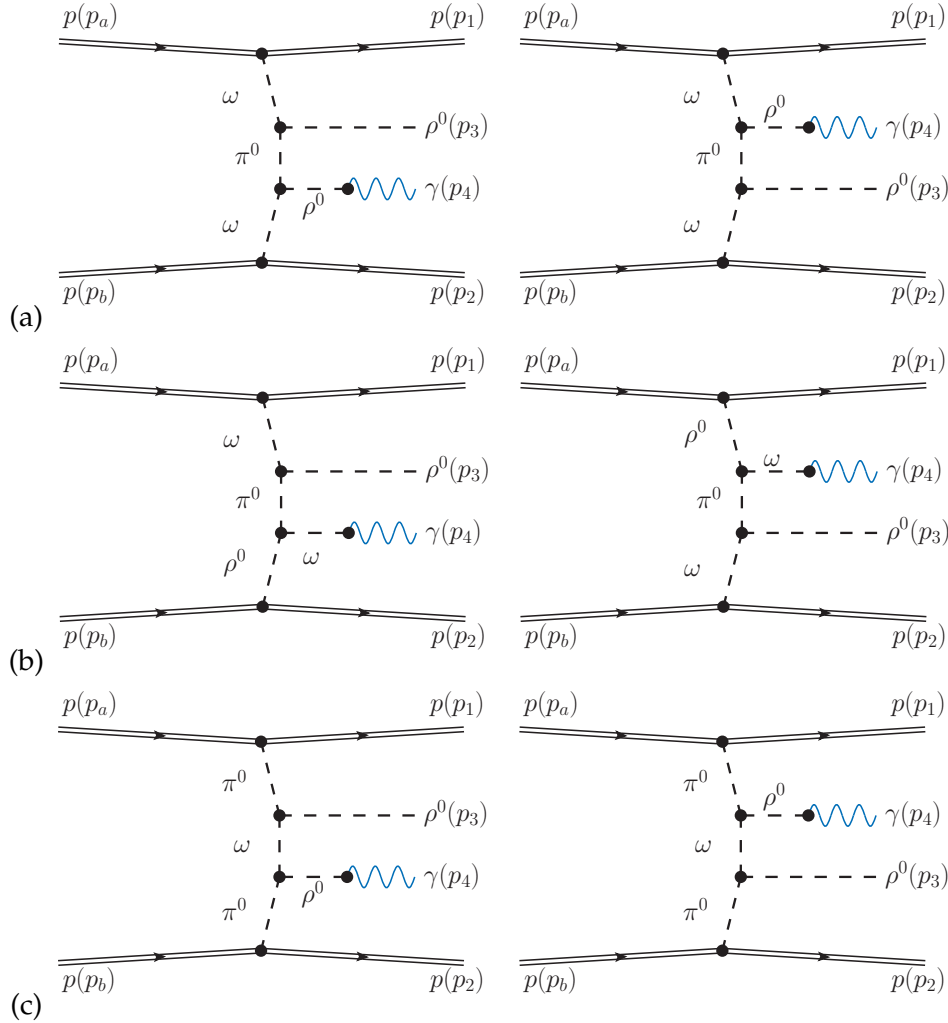 p(p_a) p(p_1) p(p_a) p(p_1)
ω ω ρ^0
ρ^0(p_3) γ(p_4)
π^0 π^0
γ(p_4) ρ^0(p_3)
ω ρ^0 ω
p(p_b) p(p_2) p(p_b) p(p_2)
(a)
p(p_a) p(p_1) p(p_a) p(p_1)
ω ρ^0 ω
ρ^0(p_3) γ(p_4)
π^0 π^0
γ(p_4) ρ^0(p_3)
ρ^0 ω ω
p(p_b) p(p_2) p(p_b) p(p_2)
(b)
p(p_a) p(p_1) p(p_a) p(p_1)
π^0 π^0 ρ^0
ρ^0(p_3) γ(p_4)
ω ω
γ(p_4) ρ^0(p_3)
π^0 ρ^0 π^0
p(p_b) p(p_2) p(p_b) p(p_2)
(c)